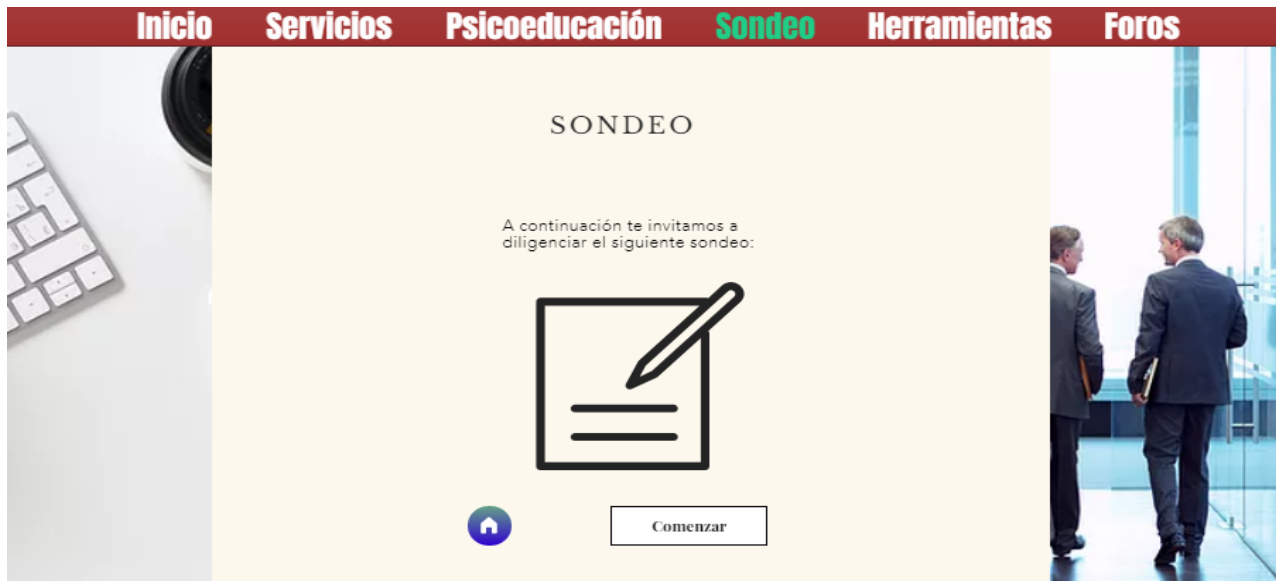 Inicio Servicios Psicoeducación Sondeo Herramientas Foros
SONDEO
A continuación te invitamos a
diligenciar el siguiente sondeo:
Comenzar